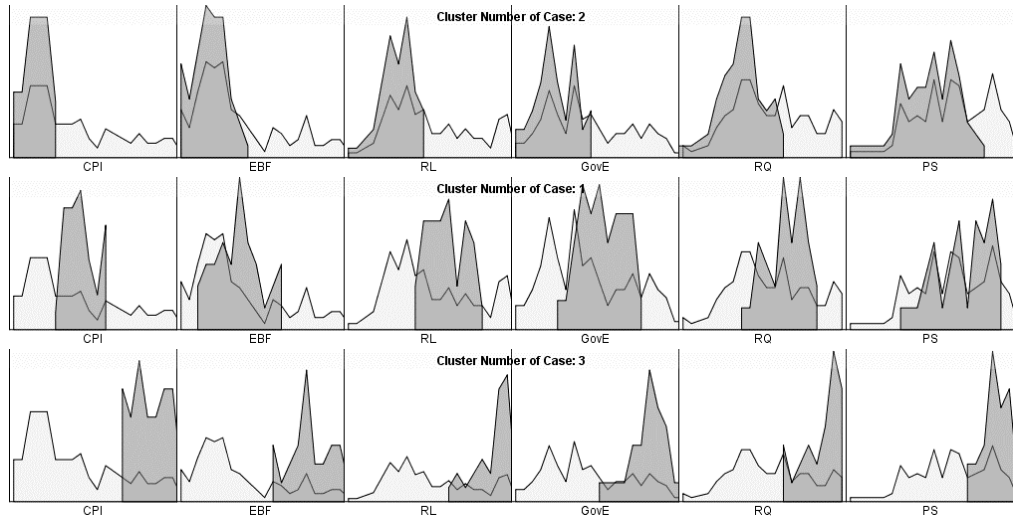 Cluster Number of Case: 2
CPI EBF RL GovE RQ PS
Cluster Number of Case: 1
CPI EBF RL GovE RQ PS
Cluster Number of Case: 3
CPI EBF RL GovE RQ PS